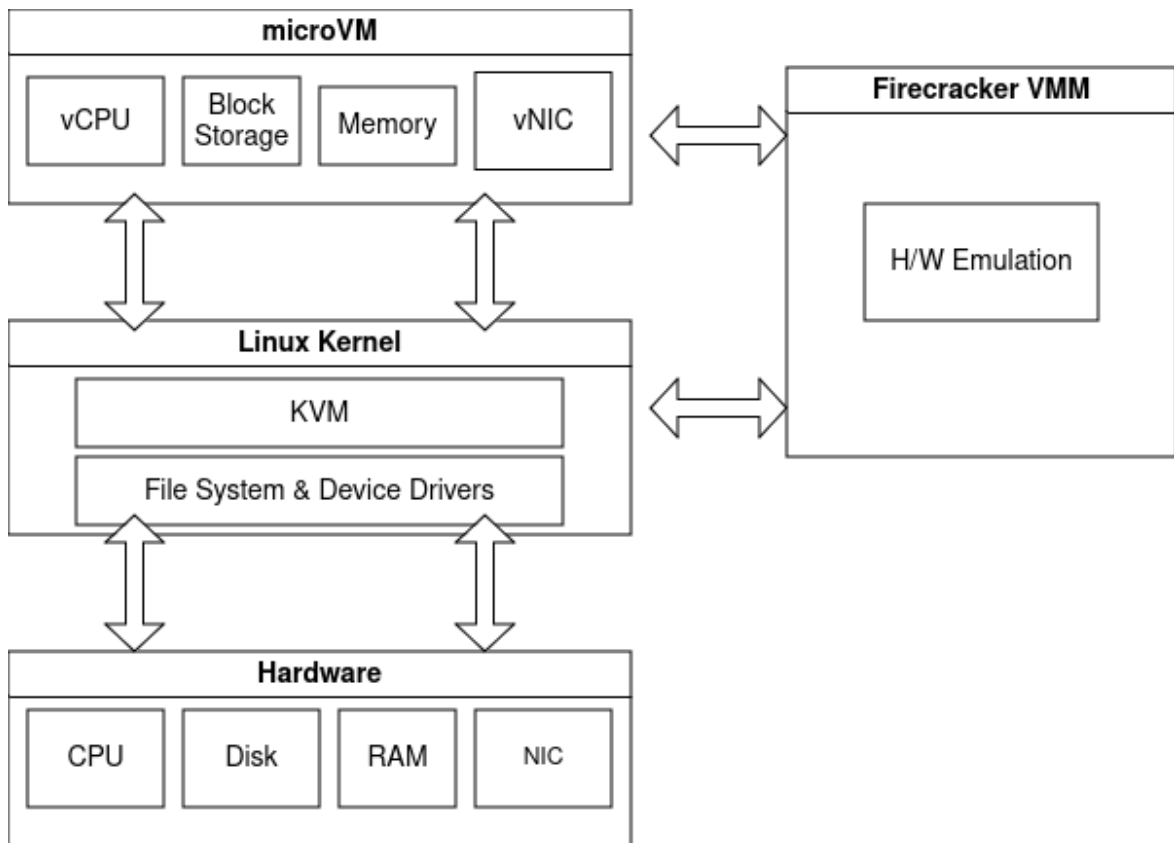 microVM
vCPU
Block
Storage
Memory
vNIC
Firecracker VMM
H/W Emulation
Linux Kernel
KVM
File System & Device Drivers
Hardware
CPU
Disk
RAM
NIC